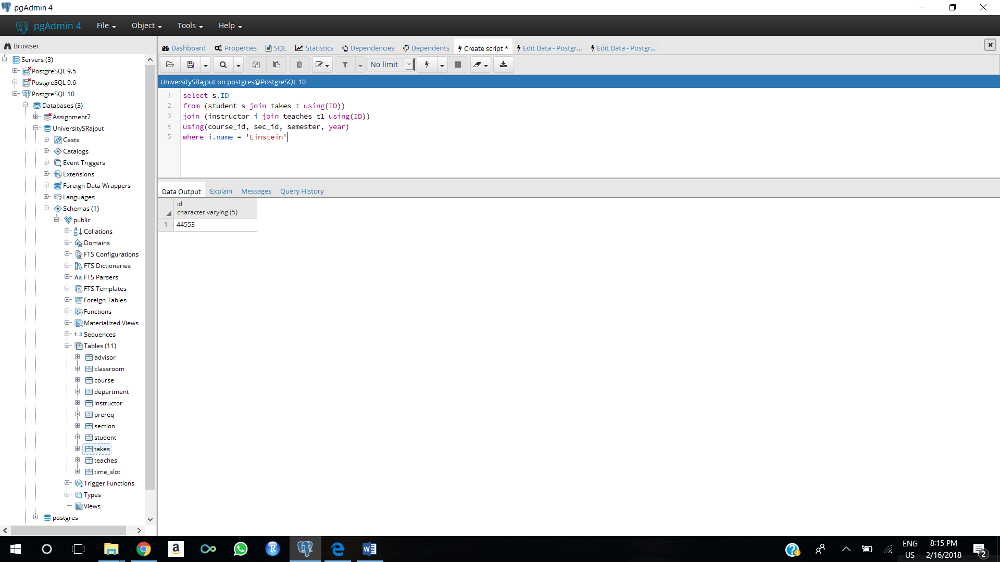 pgAdmin 4
pgAdmin 4 File Object Tools Help
Browser
Servers (3)
PostgreSQL 9.5
PostgreSQL 9.6
PostgreSQL 10
Databases (3)
Assignment7
UniversitySRajput
Casts
Catalogs
Event Triggers
Extensions
Foreign Data Wrappers
Languages
Schemas (1)
public
Collations
Domains
FTS Configurations
FTS Dictionaries
Aa FTS Parsers
FTS Templates
Foreign Tables
Functions
Materialized Views
1..3 Sequences
Tables (11)
advisor
classroom
course
department
instructor
prereq
section
student
takes
teaches
time_slot
Trigger Functions
Types
Views
postgres
Dashboard Properties SQL Statistics Dependencies Dependents Create script * Edit Data - Postgr... Edit Data - Postgr...
No limit
UniversitySRajput on postgres@PostgreSQL 10
1 select s.ID
2 from (student s join takes t using(ID))
3 join (instructor i join teaches t1 using(ID))
4 using(course_id, sec_id, semester, year)
5 where i.name = 'Einstein'
Data Output Explain Messages Query History
id
character varying (5)
1 44553
ENG
US
8:15 PM
2/16/2018
2